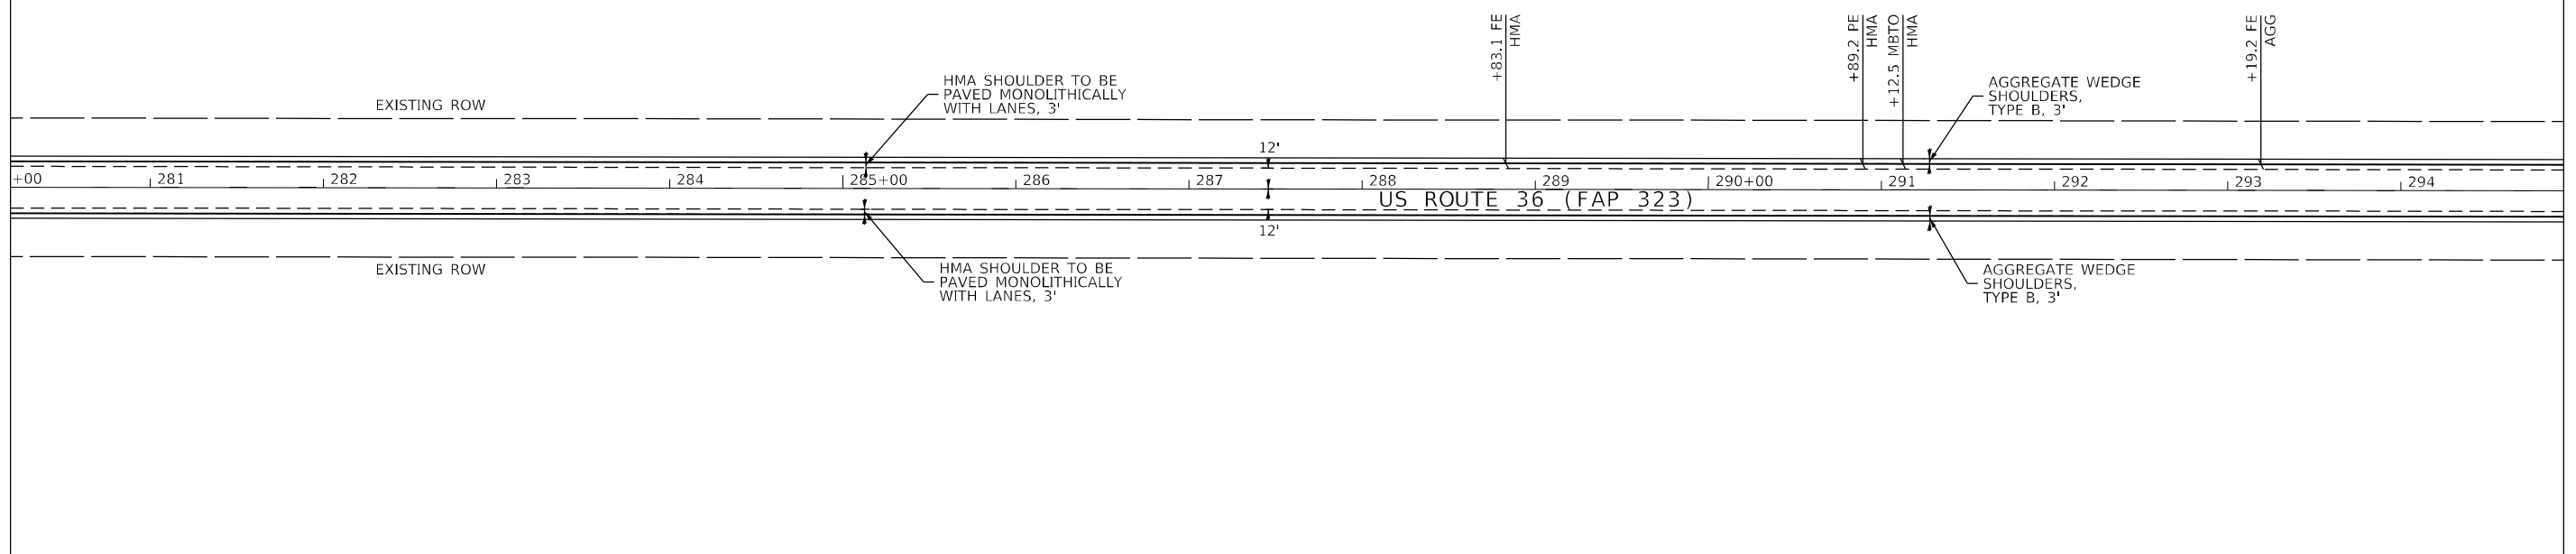 +83.1 FE
HMA
+89.2 PE
HMA
+12.5 MBTO
HMA
+19.2 FE
AGG
HMA SHOULDER TO BE
PAVED MONOLITHICALLY
WITH LANES, 3'
AGGREGATE WEDGE
SHOULDERS,
TYPE B, 3'
EXISTING ROW
12'
+00
281
282
283
284
285+00
286
287
288
289
290+00
291
292
293
294
US ROUTE 36 (FAP 323)
12'
EXISTING ROW
HMA SHOULDER TO BE
PAVED MONOLITHICALLY
WITH LANES, 3'
AGGREGATE WEDGE
SHOULDERS,
TYPE B, 3'